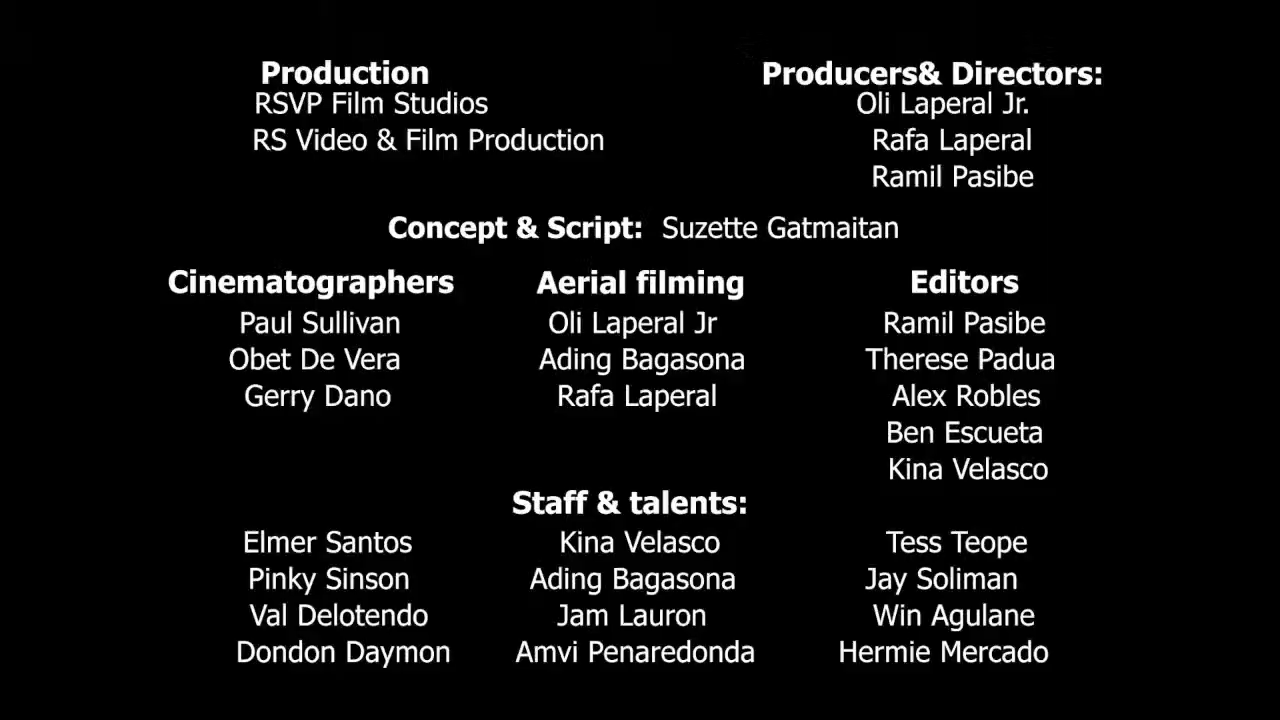 Production
RSVP Film Studios
RS Video & Film Production
Producers& Directors:
Oli Laperal Jr.
Rafa Laperal
Ramil Pasibe
Concept & Script: Suzette Gatmaitan
Cinematographers
Paul Sullivan
Obet De Vera
Gerry Dano
Aerial filming
Oli Laperal Jr
Ading Bagasona
Rafa Laperal
Editors
Ramil Pasibe
Therese Padua
Alex Robles
Ben Escueta
Kina Velasco
Staff & talents:
Elmer Santos
Pinky Sinson
Val Delotendo
Dondon Daymon
Kina Velasco
Ading Bagasona
Jam Lauron
Amvi Penaredonda
Tess Teope
Jay Soliman
Win Agulane
Hermie Mercado